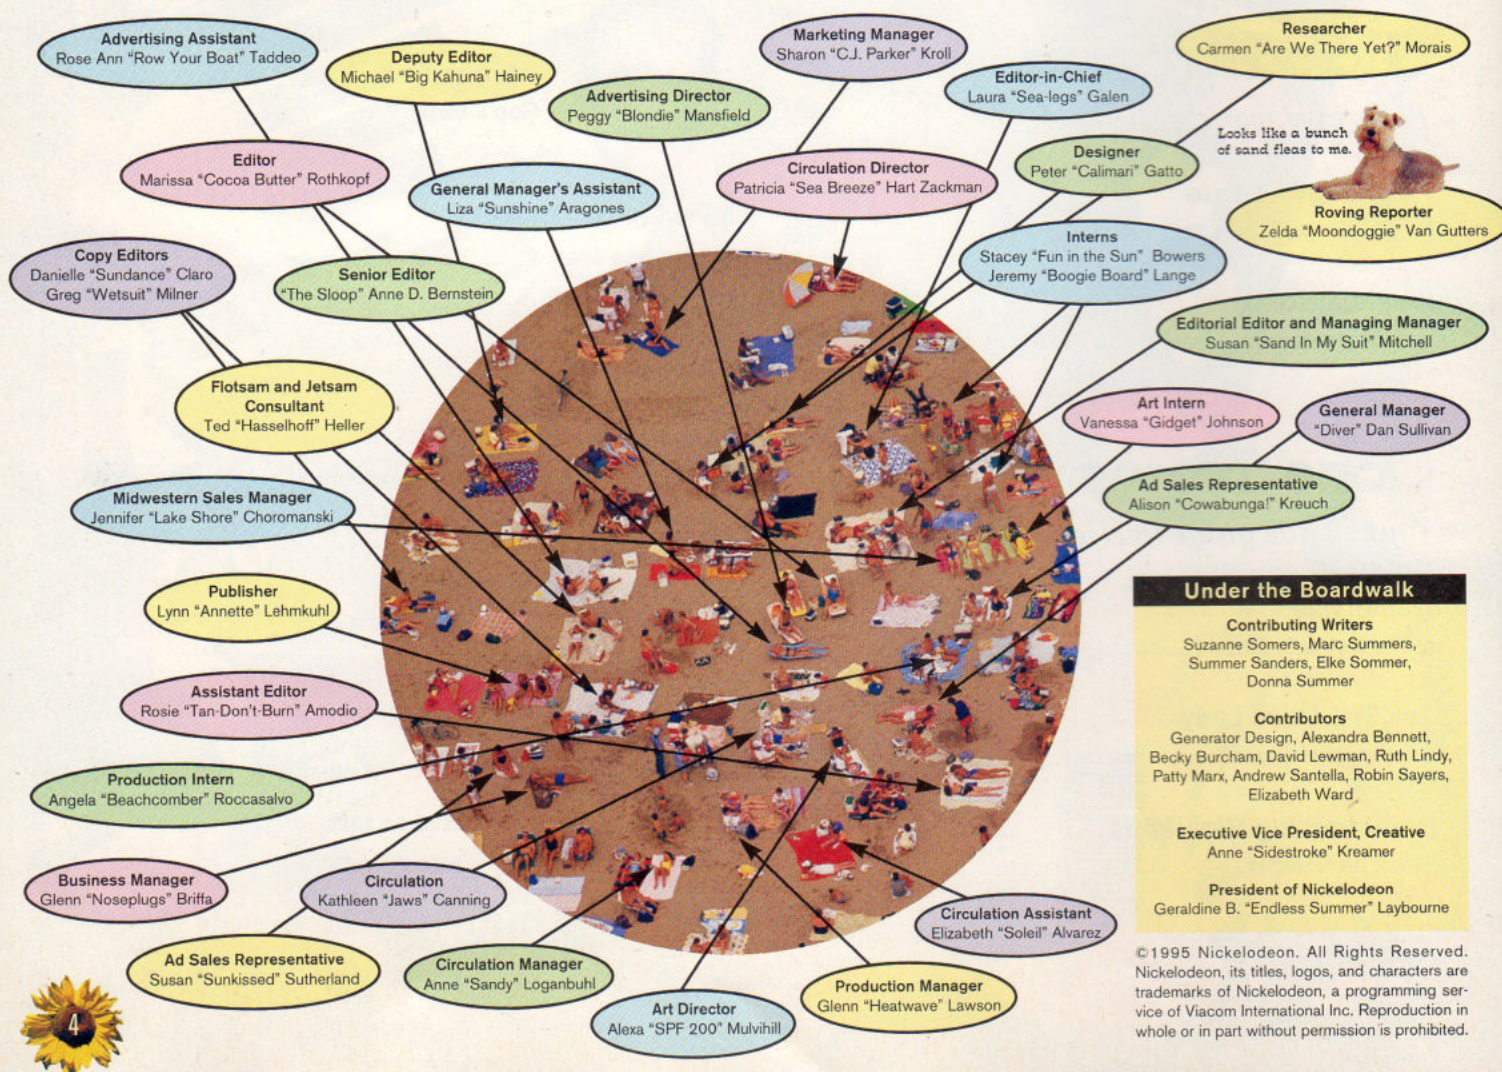 Advertising Assistant
Rose Ann “Row Your Boat” Taddeo
Deputy Editor
Michael “Big Kahuna” Hainey
Advertising Director
Peggy “Blondie” Mansfield
Marketing Manager
Sharon “C.J. Parker” Kroll
Editor-in-Chief
Laura “Sea-legs” Galen
Researcher
Carmen “Are We There Yet?” Morais
Looks like a bunch
of sand fleas to me.
Editor
Marissa “Cocoa Butter” Rothkopf
General Manager's Assistant
Liza “Sunshine” Aragones
Circulation Director
Patricia “Sea Breeze” Hart Zackman
Designer
Peter “Calimari” Gatto
Roving Reporter
Zelda “Moondoggie” Van Gutters
Copy Editors
Danielle “Sundance” Claro
Greg “Wetsuit” Milner
Senior Editor
“The Sloop” Anne D. Bernstein
Interns
Stacey “Fun in the Sun” Bowers
Jeremy “Boogie Board” Lange
Editorial Editor and Managing Manager
Susan “Sand In My Suit” Mitchell
Flotsam and Jetsam
Consultant
Ted “Hasselhoff” Heller
Art Intern
Vanessa “Gidget” Johnson
General Manager
“Diver” Dan Sullivan
Midwestern Sales Manager
Jennifer “Lake Shore” Choromanski
Ad Sales Representative
Alison “Cowabunga!” Kreuch
Publisher
Lynn “Annette” Lehmkuhl
Assistant Editor
Rosie “Tan-Don't-Burn” Amodio
Production Intern
Angela “Beachcomber” Roccasalvo
Business Manager
Glenn “Noseplugs” Briffa
Circulation
Kathleen “Jaws” Canning
Circulation Assistant
Elizabeth “Soleil” Alvarez
Ad Sales Representative
Susan “Sunkissed” Sutherland
Circulation Manager
Anne “Sandy” Loganbuhl
Art Director
Alexa “SPF 200” Mulvihill
Production Manager
Glenn “Heatwave” Lawson
Under the Boardwalk
Contributing Writers
Suzanne Somers, Marc Summers,
Summer Sanders, Elke Sommer,
Donna Summer
Contributors
Generator Design, Alexandra Bennett,
Becky Burcham, David Lewman, Ruth Lindy,
Patty Marx, Andrew Santella, Robin Sayers,
Elizabeth Ward
Executive Vice President, Creative
Anne “Sidestroke” Kreamer
President of Nickelodeon
Geraldine B. “Endless Summer” Laybourne
©1995 Nickelodeon. All Rights Reserved.
Nickelodeon, its titles, logos, and characters are
trademarks of Nickelodeon, a programming ser-
vice of Viacom International Inc. Reproduction in
whole or in part without permission is prohibited.
4